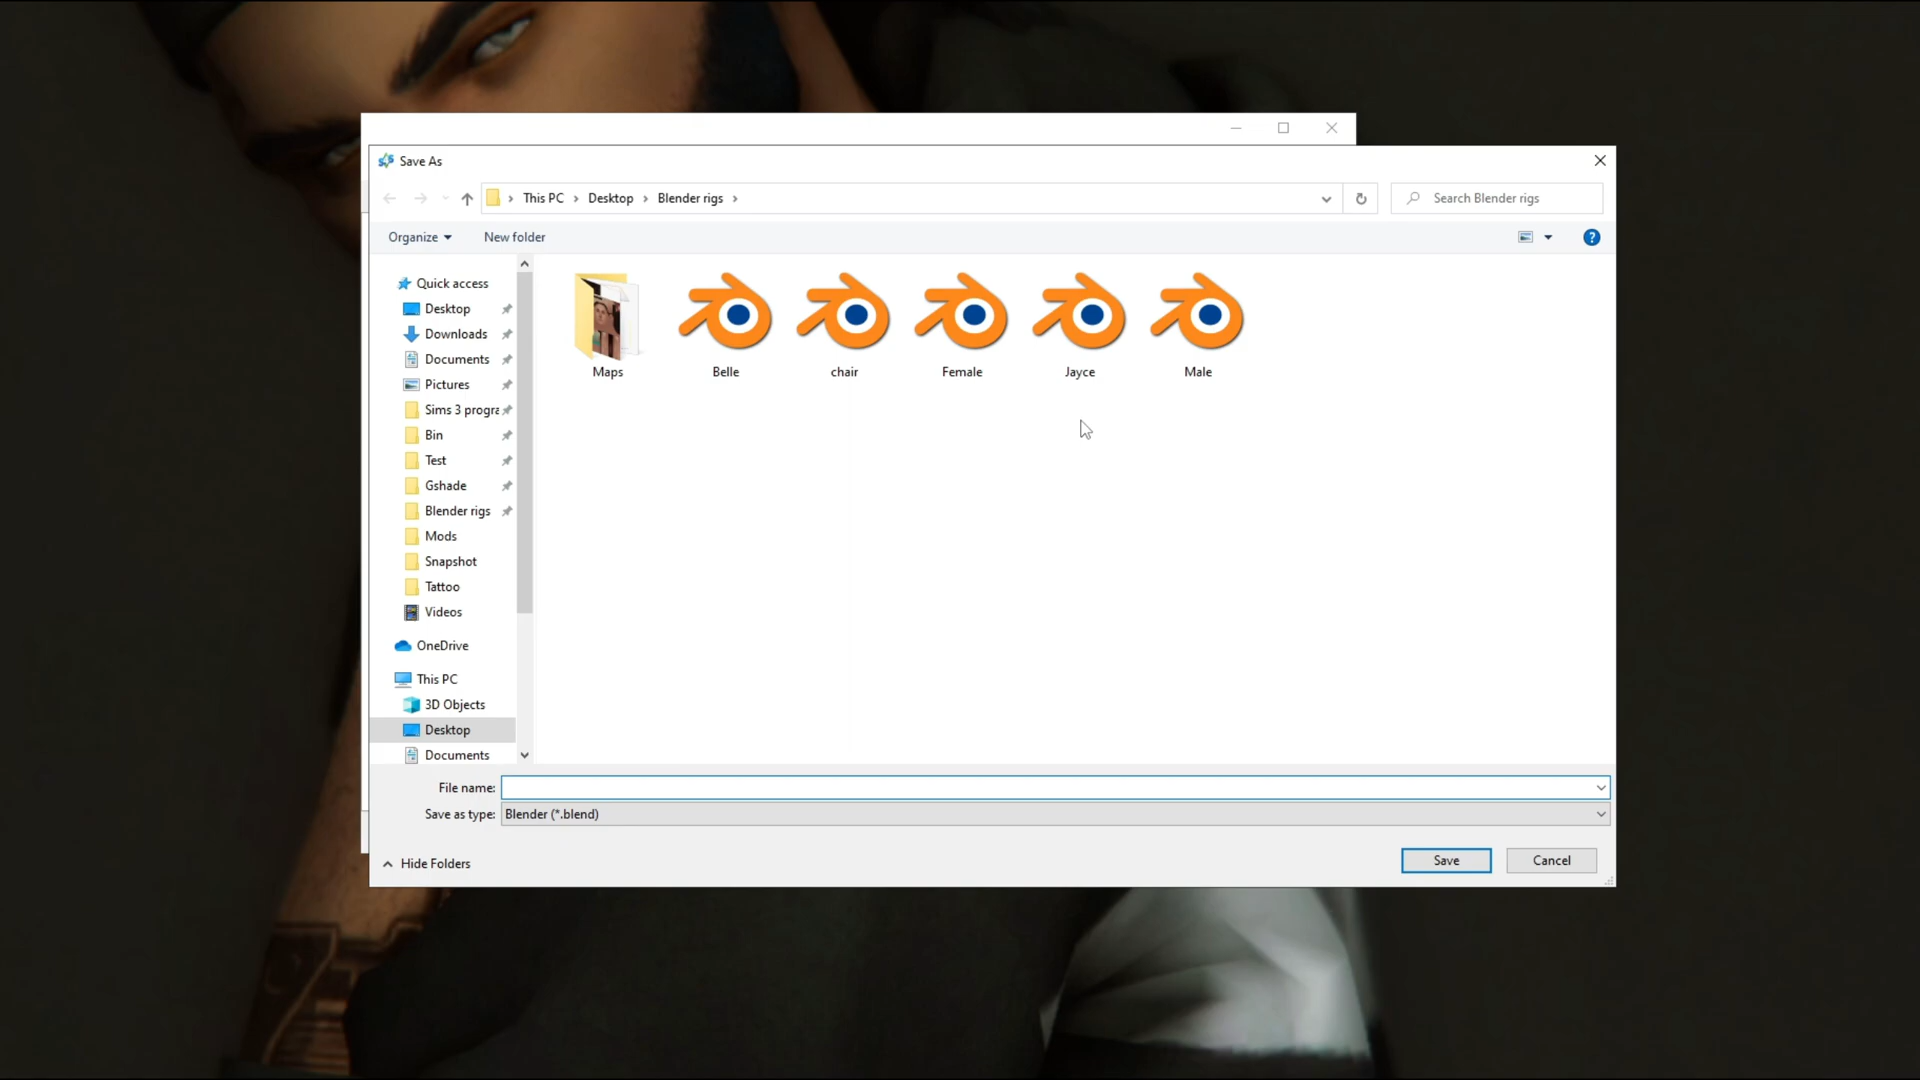 Save As
This PC > Desktop > Blender rigs >
Search Blender rigs
Organize
New folder
Quick access
Desktop
Downloads
Documents
Pictures
Sims 3 progra
Bin
Test
Gshade
Blender rigs
Mods
Snapshot
Tattoo
Videos
OneDrive
This PC
3D Objects
Desktop
Documents
Maps
Belle
chair
Female
Jayce
Male
File name:
Save as type: Blender (*.blend)
Hide Folders
Save
Cancel